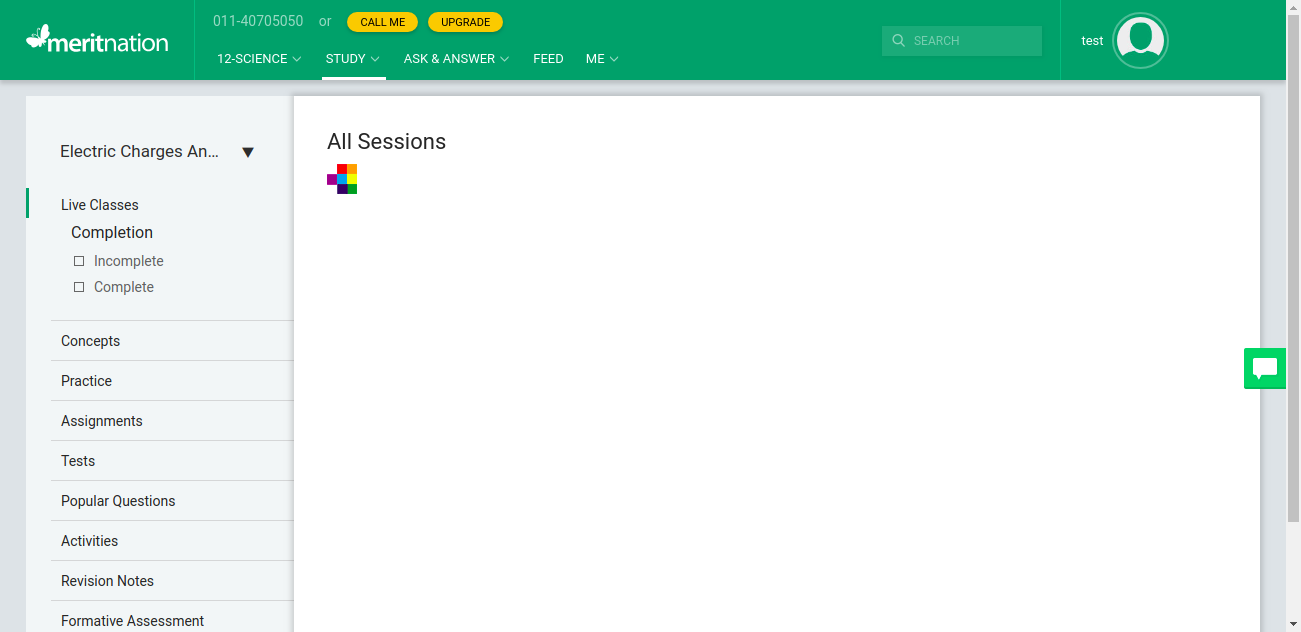 meritnation
011-40705050 or CALL ME UPGRADE
12-SCIENCE STUDY ASK & ANSWER FEED ME
SEARCH
test
Electric Charges An...
Live Classes
Completion
Incomplete
Complete
Concepts
Practice
Assignments
Tests
Popular Questions
Activities
Revision Notes
Formative Assessment
All Sessions